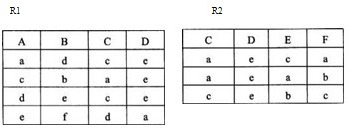 R1 R2
A B C D
a d c e
c b a e
d e c e
e f d a
C D E F
a e c a
a e a b
c e b c